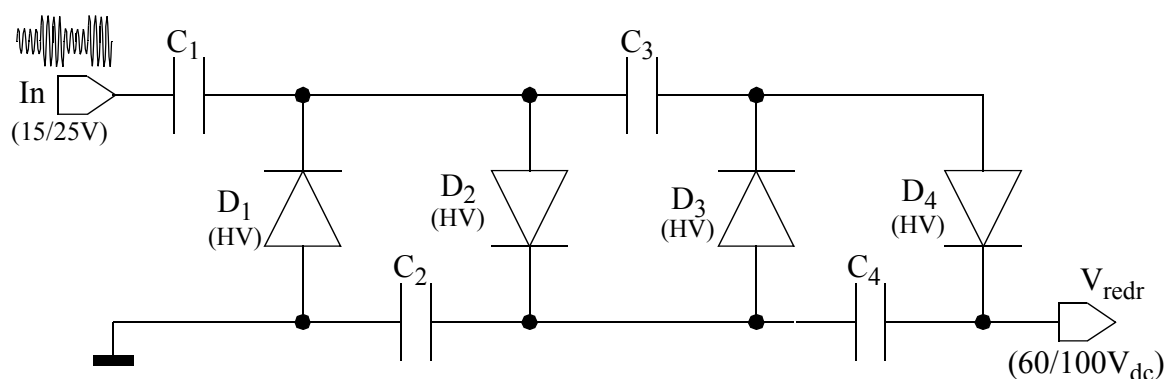 C1
C3
In
(15/25V)
D1
(HV)
D2
(HV)
D3
(HV)
D4
(HV)
C2
C4
Vredr
(60/100Vdc)